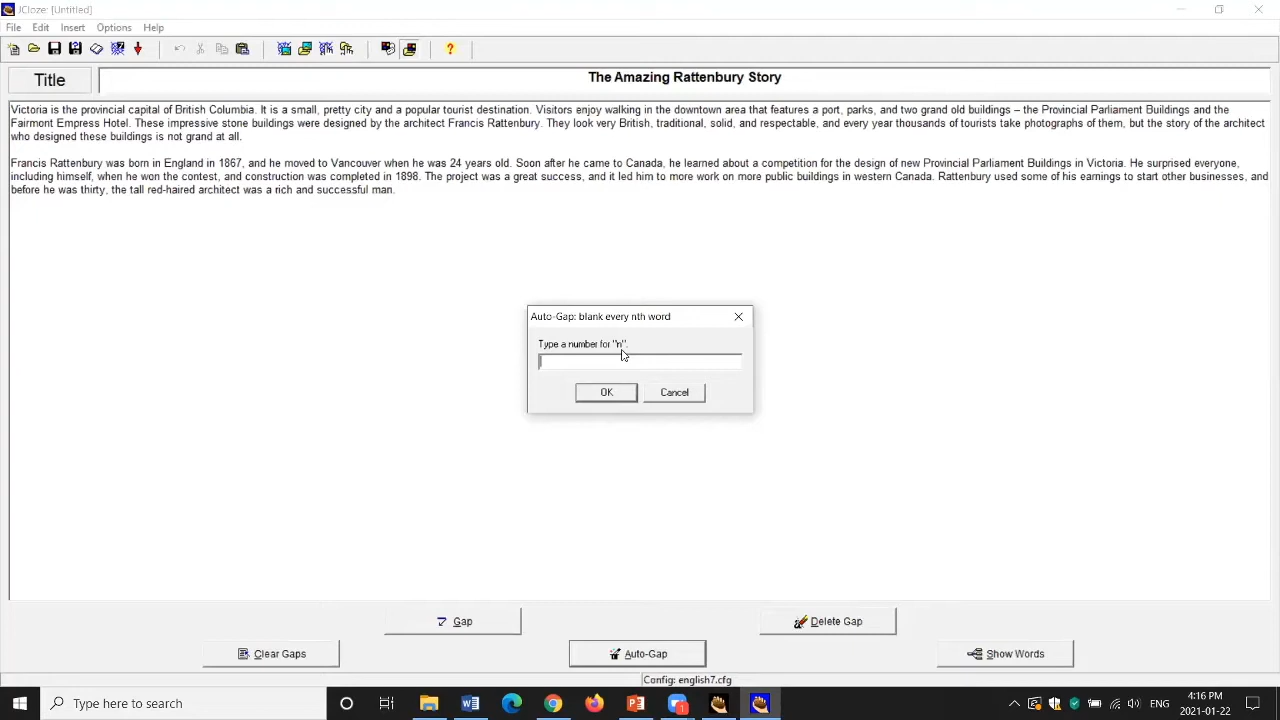 JCloze: [Untitled]
File Edit Insert Options Help
Title
The Amazing Rattenbury Story
Victoria is the provincial capital of British Columbia. It is a small, pretty city and a popular tourist destination. Visitors enjoy walking in the downtown area that features a port, parks, and two grand old buildings – the Provincial Parliament Buildings and the
Fairmont Empress Hotel. These impressive stone buildings were designed by the architect Francis Rattenbury. They look very British, traditional, solid, and respectable, and every year thousands of tourists take photographs of them, but the story of the architect
who designed these buildings is not grand at all.
Francis Rattenbury was born in England in 1867, and he moved to Vancouver when he was 24 years old. Soon after he came to Canada, he learned about a competition for the design of new Provincial Parliament Buildings in Victoria. He surprised everyone,
including himself, when he won the contest, and construction was completed in 1898. The project was a great success, and it led him to more work on more public buildings in western Canada. Rattenbury used some of his earnings to start other businesses, and
before he was thirty, the tall red-haired architect was a rich and successful man.
Auto-Gap: blank every nth word
Type a number for "n".
OK Cancel
Gap Delete Gap
Clear Gaps Auto-Gap Show Words
Config: english7.cfg
Type here to search
ENG
4:16 PM
2021-01-22